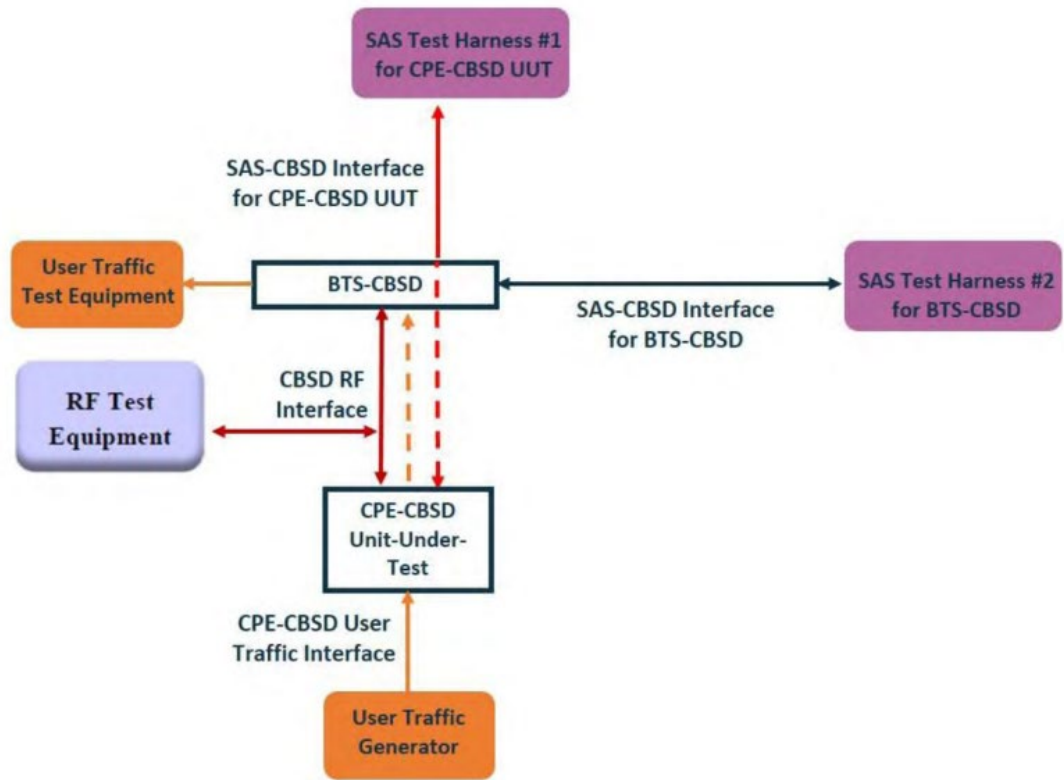 SAS Test Harness #1
for CPE-CBSD UUT
SAS-CBSD Interface
for CPE-CBSD UUT
User Traffic
Test Equipment
BTS-CBSD
SAS Test Harness #2
for BTS-CBSD
SAS-CBSD Interface
for BTS-CBSD
CBSD RF
Interface
RF Test
Equipment
CPE-CBSD
Unit-Under-
Test
CPE-CBSD User
Traffic Interface
User Traffic
Generator